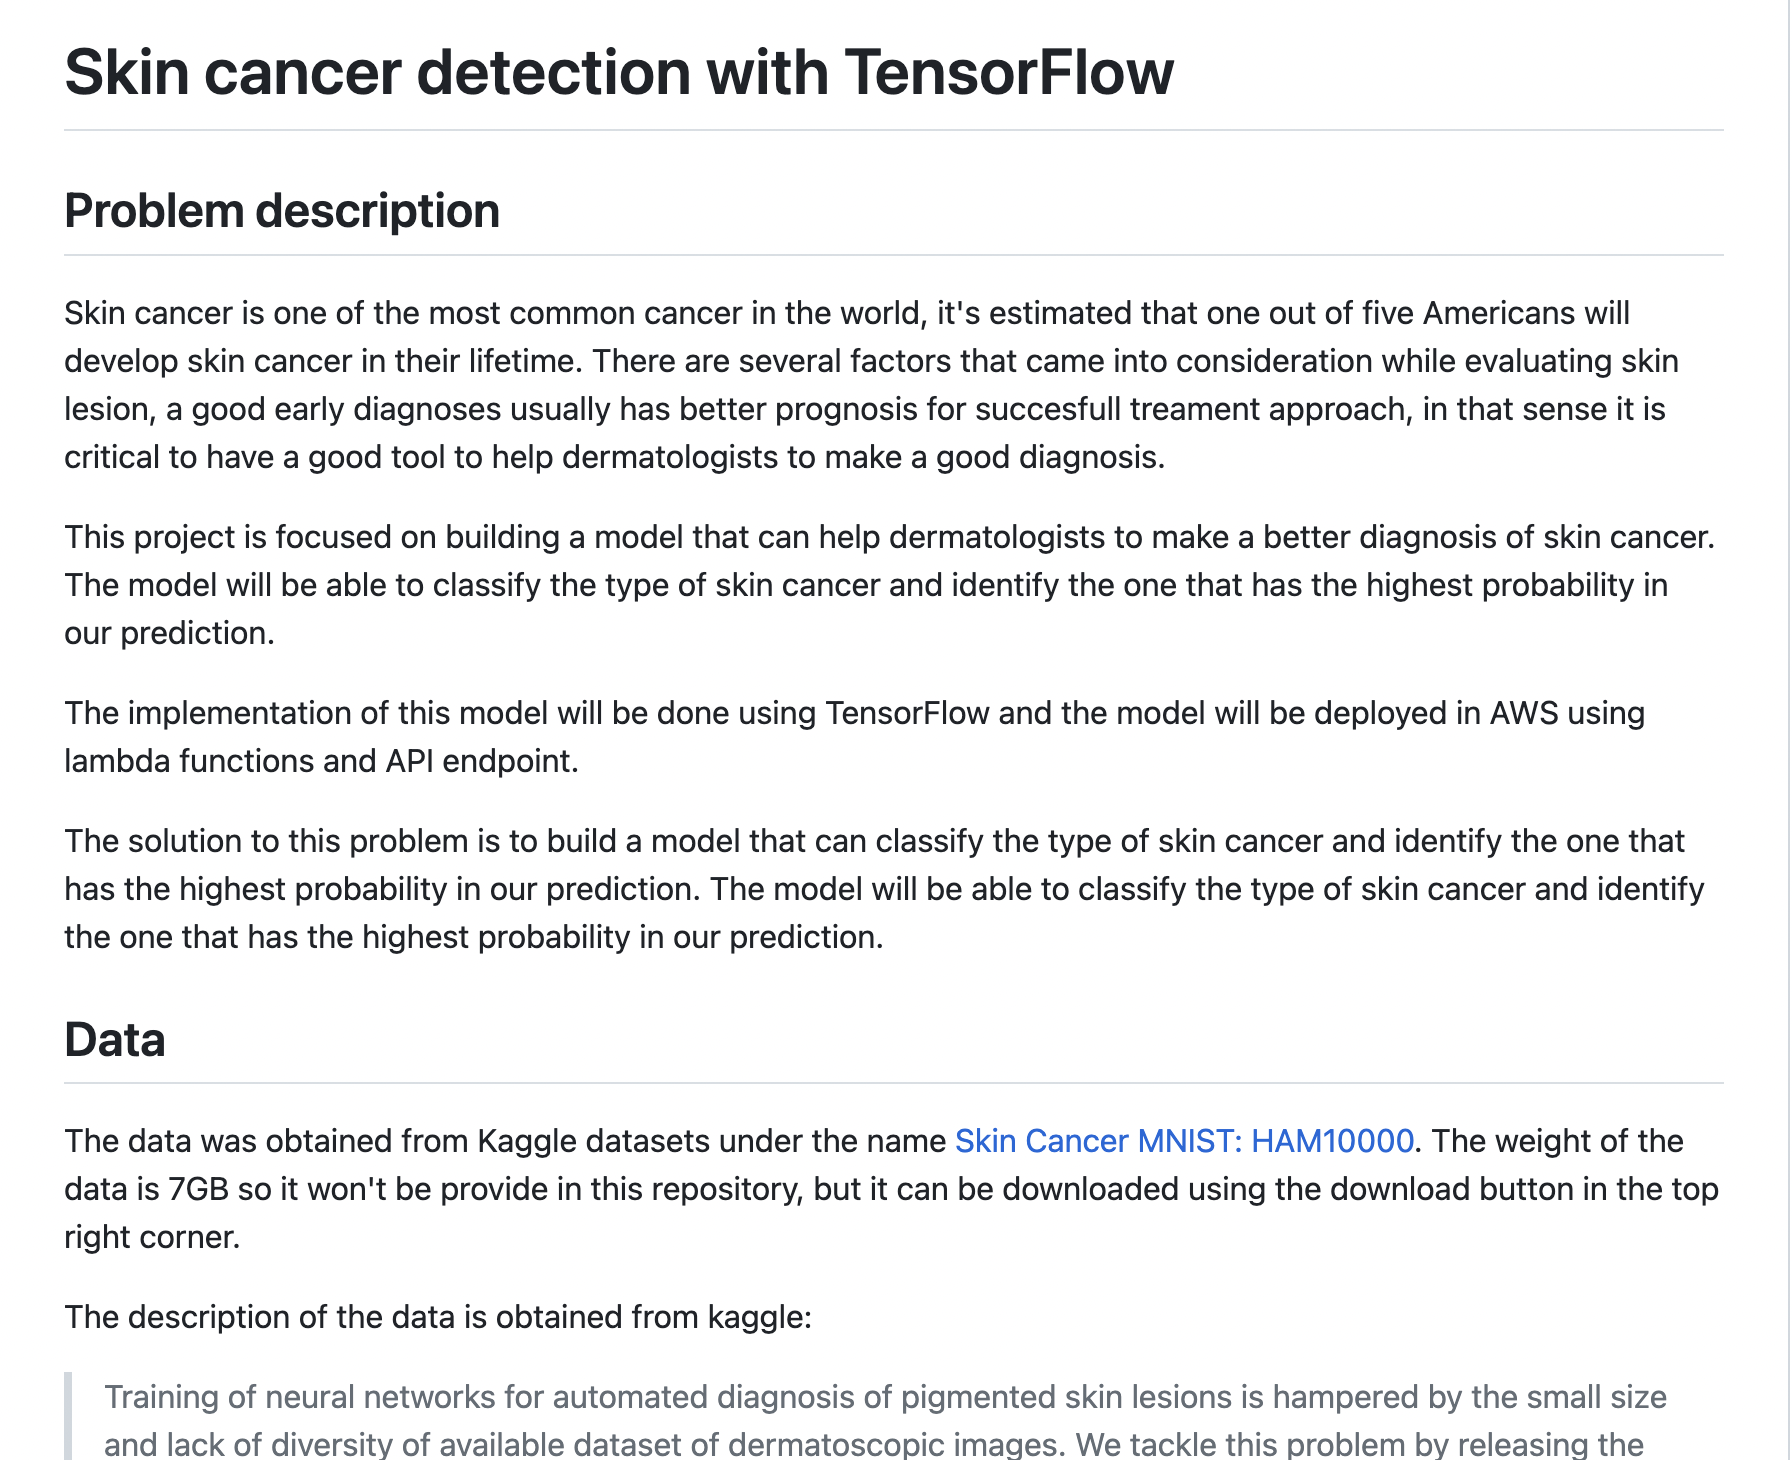 Skin cancer detection with TensorFlow
Problem description
Skin cancer is one of the most common cancer in the world, it's estimated that one out of five Americans will
develop skin cancer in their lifetime. There are several factors that came into consideration while evaluating skin
lesion, a good early diagnoses usually has better prognosis for succesfull treament approach, in that sense it is
critical to have a good tool to help dermatologists to make a good diagnosis.
This project is focused on building a model that can help dermatologists to make a better diagnosis of skin cancer.
The model will be able to classify the type of skin cancer and identify the one that has the highest probability in
our prediction.
The implementation of this model will be done using TensorFlow and the model will be deployed in AWS using
lambda functions and API endpoint.
The solution to this problem is to build a model that can classify the type of skin cancer and identify the one that
has the highest probability in our prediction. The model will be able to classify the type of skin cancer and identify
the one that has the highest probability in our prediction.
Data
The data was obtained from Kaggle datasets under the name Skin Cancer MNIST: HAM10000. The weight of the
data is 7GB so it won't be provide in this repository, but it can be downloaded using the download button in the top
right corner.
The description of the data is obtained from kaggle:
Training of neural networks for automated diagnosis of pigmented skin lesions is hampered by the small size
and lack of diversity of available dataset of dermatoscopic images. We tackle this problem by releasing the